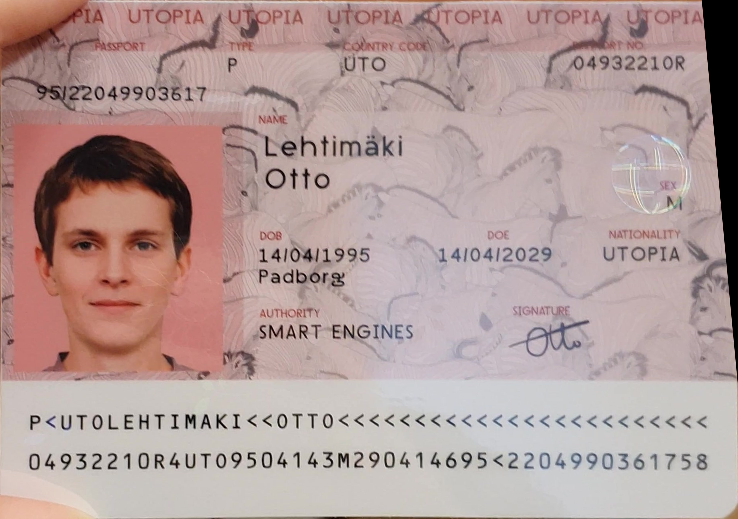 UTOPIA UTOPIA UTOPIA UTOPIA UTOPIA UTOPIA
PASSPORT TYPE COUNTRY CODE NO.
P UTO 04932210R
95/22049903617
NAME
Lehtimäki
Otto
SEX
M
DOB DOE NATIONALITY
14/04/1995 14/04/2029 UTOPIA
Padborg
AUTHORITY SIGNATURE
SMART ENGINES Otto
P<UTOLEHTIMAKI<<OTTO<<<<<<<<<<<<<<<<<<<<<<<<
04932210R4UTO9504143M290414695<2204990361758